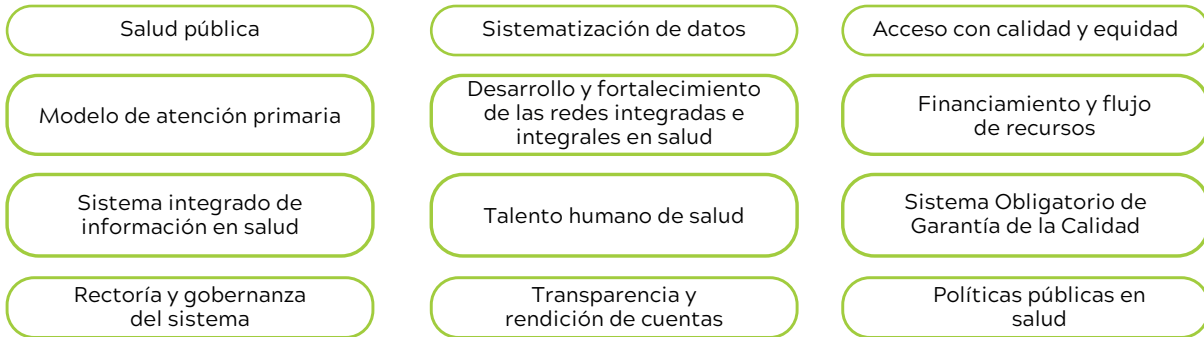 Salud pública
Sistematización de datos
Acceso con calidad y equidad
Modelo de atención primaria
Desarrollo y fortalecimiento
de las redes integradas e
integrales en salud
Financiamiento y flujo
de recursos
Sistema integrado de
información en salud
Talento humano de salud
Sistema Obligatorio de
Garantía de la Calidad
Rectoría y gobernanza
del sistema
Transparencia y
rendición de cuentas
Políticas públicas en
salud